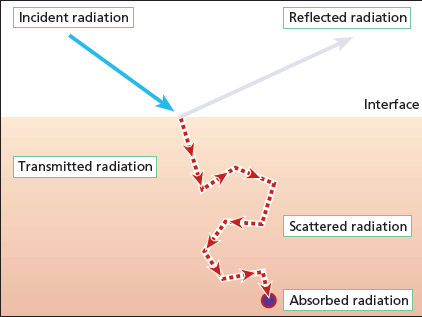 Incident radiation
Reflected radiation
Interface
Transmitted radiation
Scattered radiation
Absorbed radiation